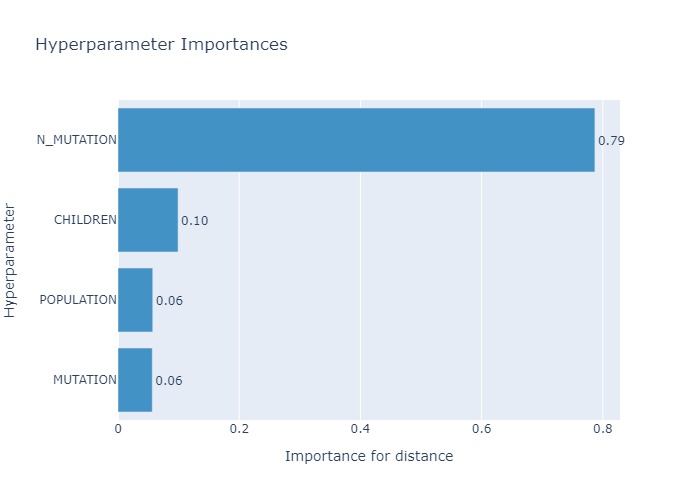 Hyperparameter Importances
Hyperparameter
N_MUTATION
0.79
CHILDREN
0.10
POPULATION
0.06
MUTATION
0.06
0
0.2
0.4
0.6
0.8
Importance for distance